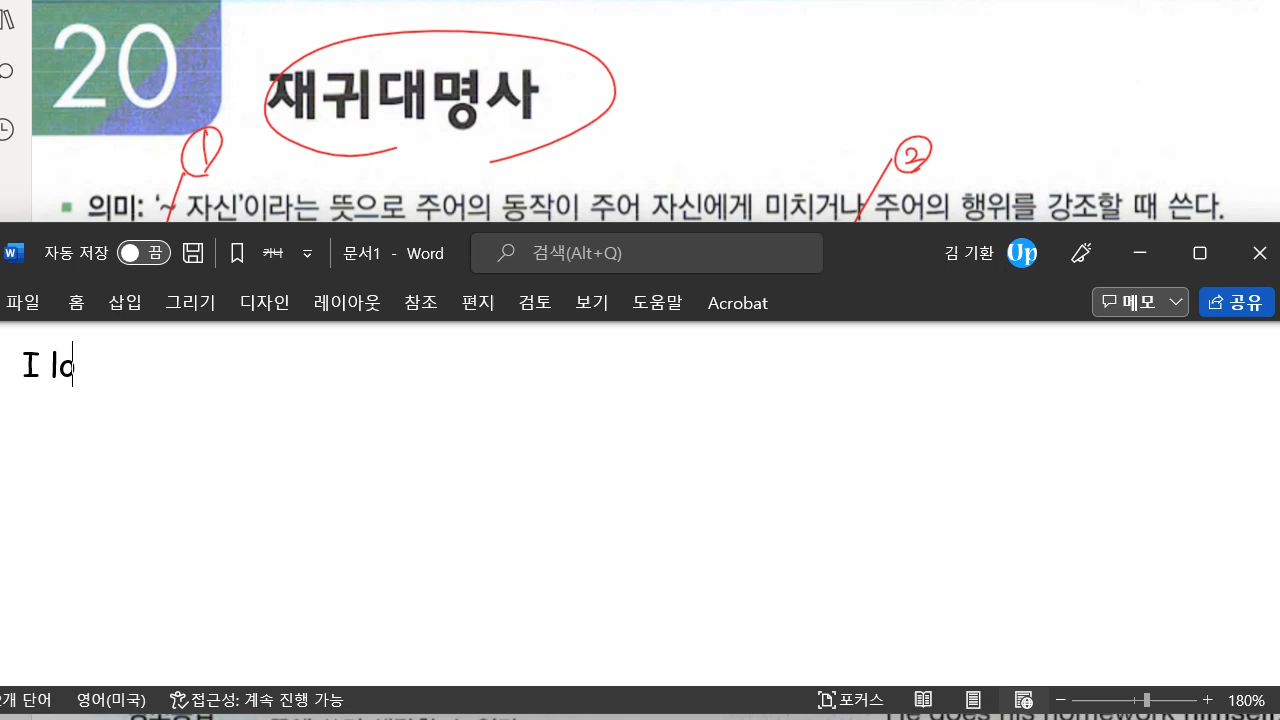 20
재귀대명사
①
②
의미: '~ 자신'이라는 뜻으로 주어의 동작이 주어 자신에게 미치거나 주어의 행위를 강조할 때 쓴다.
자동 저장 끔 문서1 - Word 검색(Alt+Q) 김 기환 Up
파일 홈 삽입 그리기 디자인 레이아웃 참조 편지 검토 보기 도움말 Acrobat 메모 공유
I lo
2개 단어 영어(미국) 접근성: 계속 진행 가능 포커스 180%